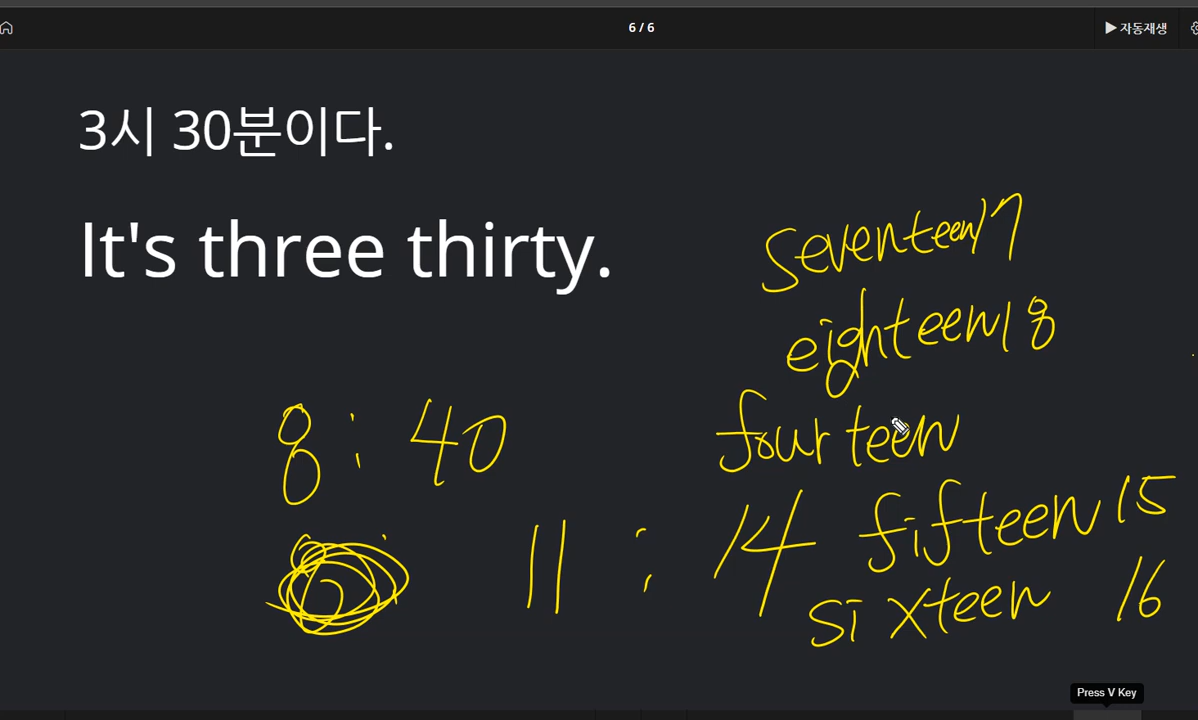 6 / 6
▶ 자동재생
3시 30분이다.
It's three thirty.
seventeen 17
eighteen 18
8 : 40
fourteen
11 : 14
fifteen 15
sixteen 16
Press V Key